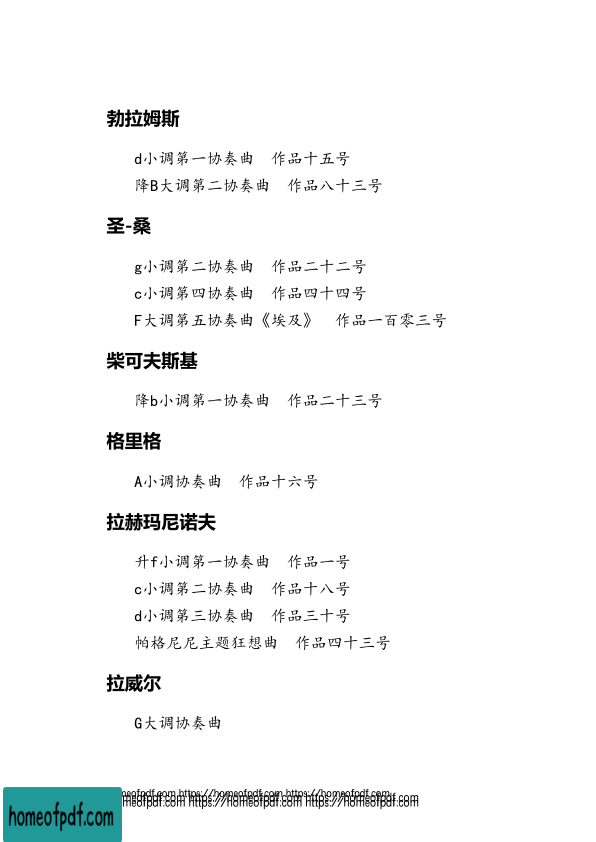 勃拉姆斯
d小调第一协奏曲　作品十五号
降B大调第二协奏曲　作品八十三号
圣-桑
g小调第二协奏曲　作品二十二号
c小调第四协奏曲　作品四十四号
F大调第五协奏曲《埃及》　作品一百零三号
柴可夫斯基
降b小调第一协奏曲　作品二十三号
格里格
A小调协奏曲　作品十六号
拉赫玛尼诺夫
升f小调第一协奏曲　作品一号
c小调第二协奏曲　作品十八号
d小调第三协奏曲　作品三十号
帕格尼尼主题狂想曲　作品四十三号
拉威尔
G大调协奏曲
homeofpdf.com https://homeofpdf.com https://homeofpdf.com
homeofpdf.com https://homeofpdf.com https://homeofpdf.com
homeofpdf.com